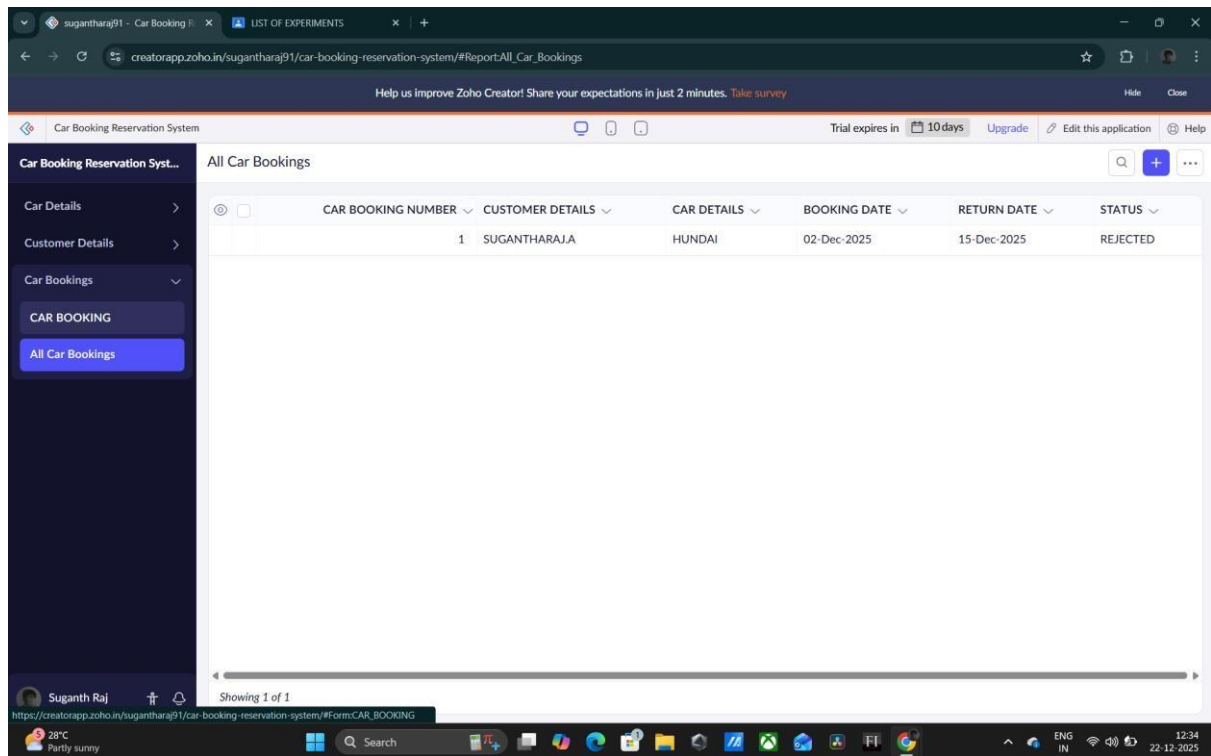 sugantharaj91 - Car Booking R
LIST OF EXPERIMENTS
creatorapp.zoho.in/sugantharaj91/car-booking-reservation-system/#Report:All_Car_Bookings
Help us improve Zoho Creator! Share your expectations in just 2 minutes. Take survey Hide Close
Car Booking Reservation System Trial expires in 10 days Upgrade Edit this application Help
Car Booking Reservation Syst... All Car Bookings
Car Details
Customer Details
Car Bookings
CAR BOOKING
All Car Bookings
CAR BOOKING NUMBER CUSTOMER DETAILS CAR DETAILS BOOKING DATE RETURN DATE STATUS
1 SUGANTHARAJ.A HUNDAI 02-Dec-2025 15-Dec-2025 REJECTED
Suganth Raj Showing 1 of 1
https://creatorapp.zoho.in/sugantharaj91/car-booking-reservation-system/#Form:CAR_BOOKING
5 28°C Search ENG 12:34
Partly sunny IN 22-12-2025